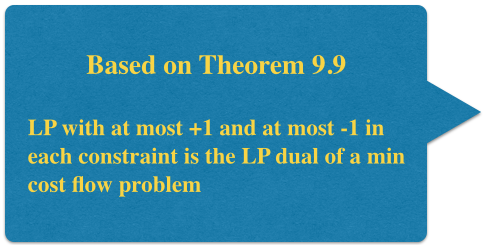 Based on Theorem 9.9
LP with at most +1 and at most -1 in
each constraint is the LP dual of a min
cost flow problem